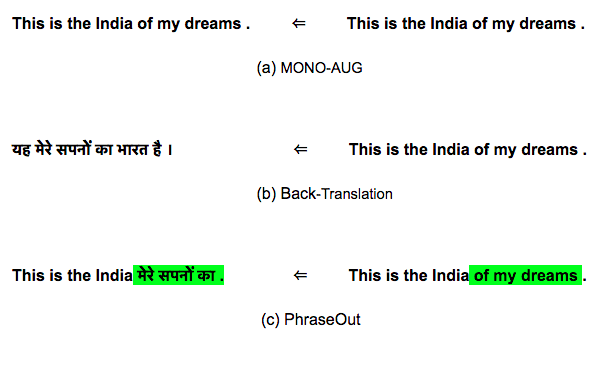 This is the India of my dreams . ⇐ This is the India of my dreams .
(a) MONO-AUG
यह मेरे सपनों का भारत है । ⇐ This is the India of my dreams .
(b) Back-Translation
This is the India मेरे सपनों का . ⇐ This is the India of my dreams .
(c) PhraseOut